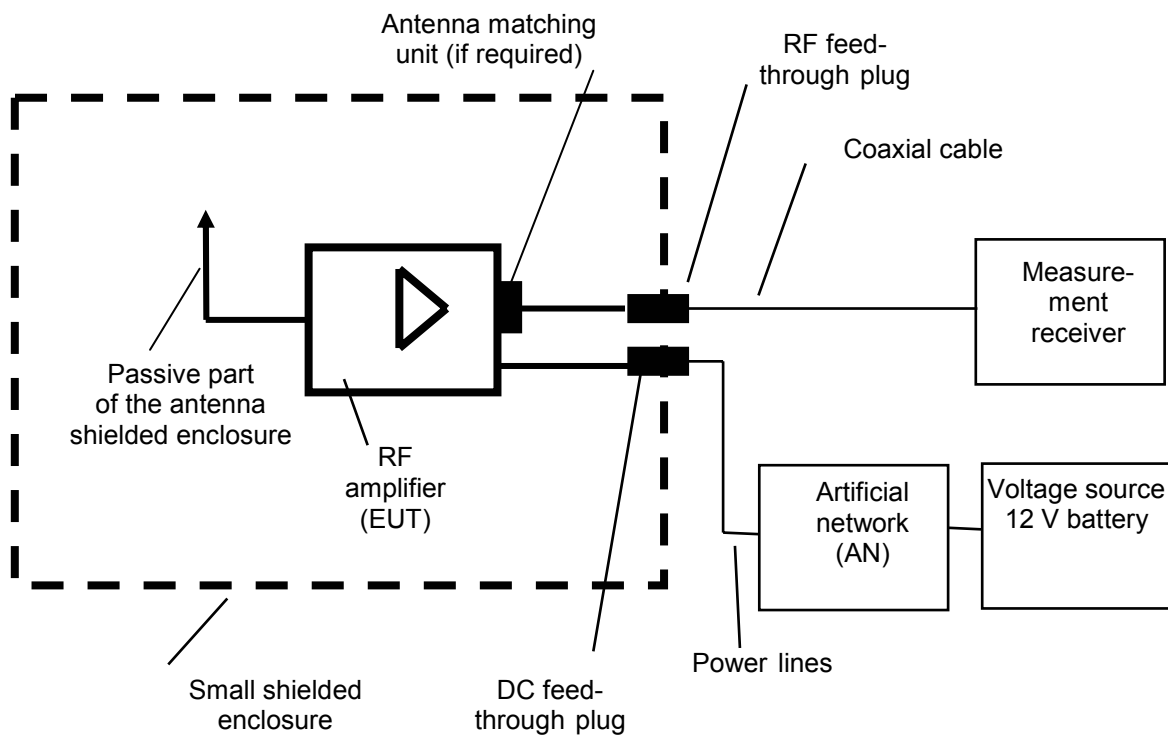 Antenna matching
unit (if required)
RF feed-
through plug
Coaxial cable
Measure-
ment
receiver
Passive part
of the antenna
shielded enclosure
RF
amplifier
(EUT)
Artificial
network
(AN)
Voltage source
12 V battery
Power lines
Small shielded
enclosure
DC feed-
through plug